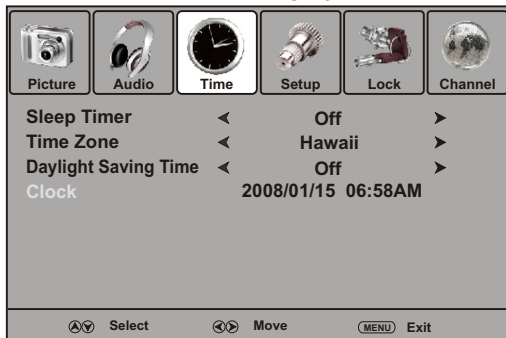 Picture Audio Time Setup Lock Channel
Sleep Timer Off
Time Zone Hawaii
Daylight Saving Time Off
Clock 2008/01/15 06:58AM
Select Move MENU Exit